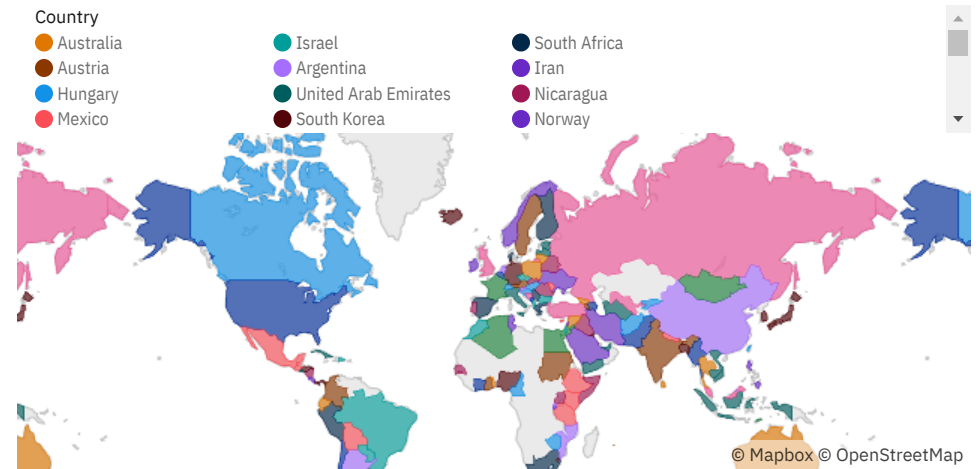 Country
Australia
Israel
South Africa
Austria
Argentina
Iran
Hungary
United Arab Emirates
Nicaragua
Mexico
South Korea
Norway
© Mapbox © OpenStreetMap